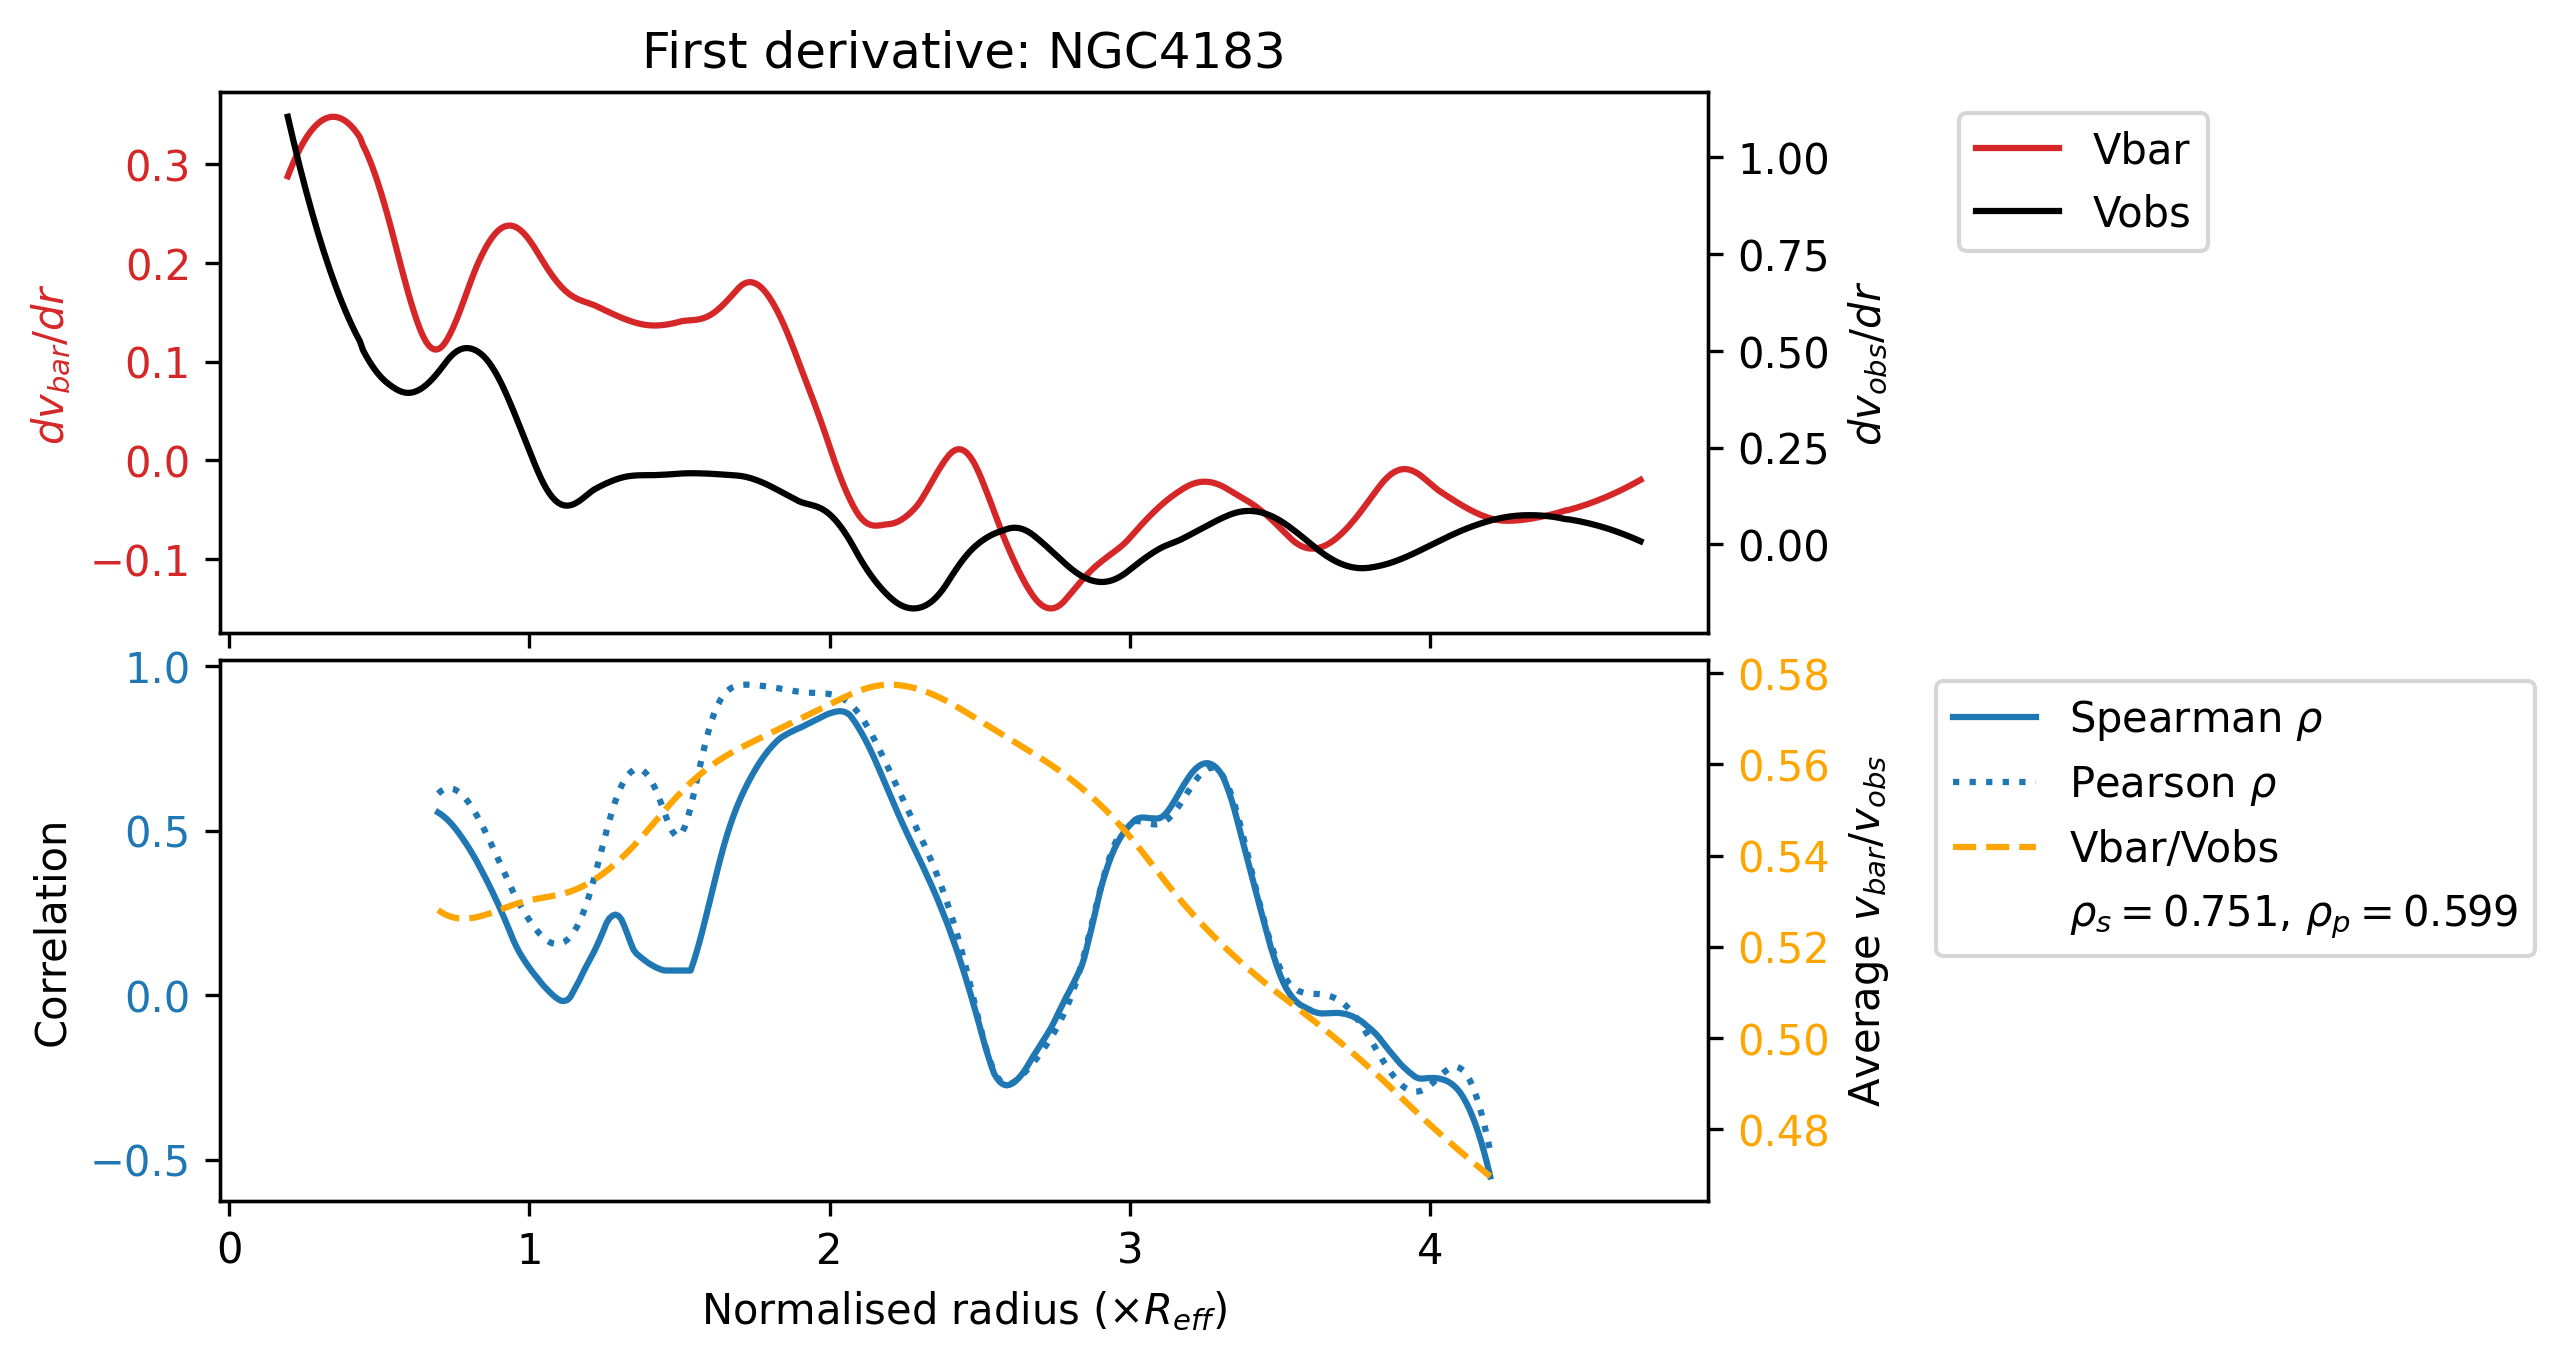 First derivative: NGC4183
0.3
0.2
0.1
0.0
−0.1
dv_bar/dr
1.00
0.75
0.50
0.25
0.00
dv_obs/dr
Vbar
Vobs
1.0
0.5
0.0
−0.5
Correlation
0.58
0.56
0.54
0.52
0.50
0.48
Average v_bar/v_obs
Spearman ρ
Pearson ρ
Vbar/Vobs
ρ_s = 0.751, ρ_p = 0.599
0 1 2 3 4
Normalised radius (×R_eff)